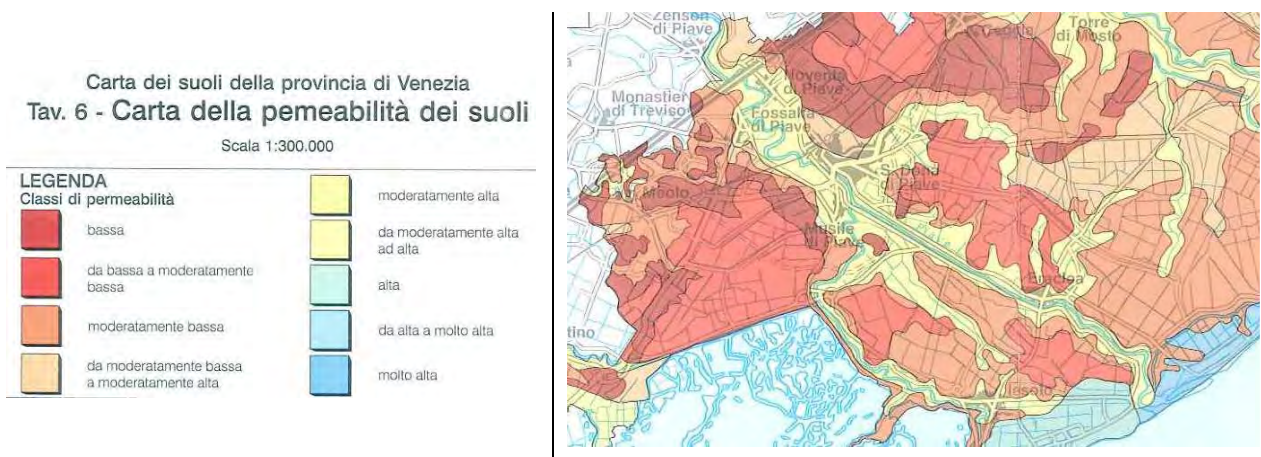 Carta dei suoli della provincia di Venezia
Tav. 6 - Carta della pemeabilità dei suoli
Scala 1:300.000
LEGENDA
Classi di permeabilità
bassa
da bassa a moderatamente
bassa
moderatamente bassa
da moderatamente bassa
a moderatamente alta
moderatamente alta
da moderatamente alta
ad alta
alta
da alta a molto alta
molto alta
Zenson
di Piave
Ceggia
Torre
di Mosto
Noventa
di Piave
Monastier
di Treviso
Fossalta
di Piave
S. Donà
di Piave
Meolo
Musile
di Piave
Piave
Eraclea
tino
Jesolo